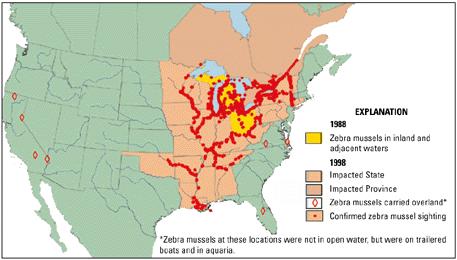 EXPLANATION
1988
Zebra mussels in inland and
adjacent waters
1998
Impacted State
Impacted Province
Zebra mussels carried overland*
Confirmed zebra mussel sighting
*Zebra mussels at these locations were not in open water, but were on trailered
boats and in aquaria.